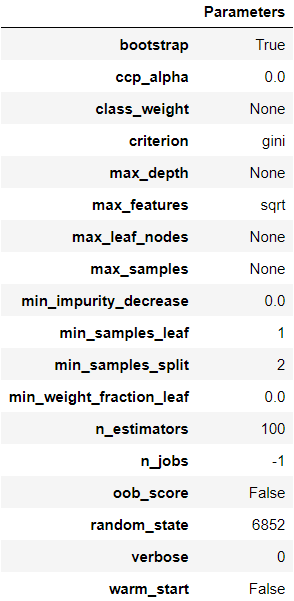 Parameters
bootstrap True
ccp_alpha 0.0
class_weight None
criterion gini
max_depth None
max_features sqrt
max_leaf_nodes None
max_samples None
min_impurity_decrease 0.0
min_samples_leaf 1
min_samples_split 2
min_weight_fraction_leaf 0.0
n_estimators 100
n_jobs -1
oob_score False
random_state 6852
verbose 0
warm_start False